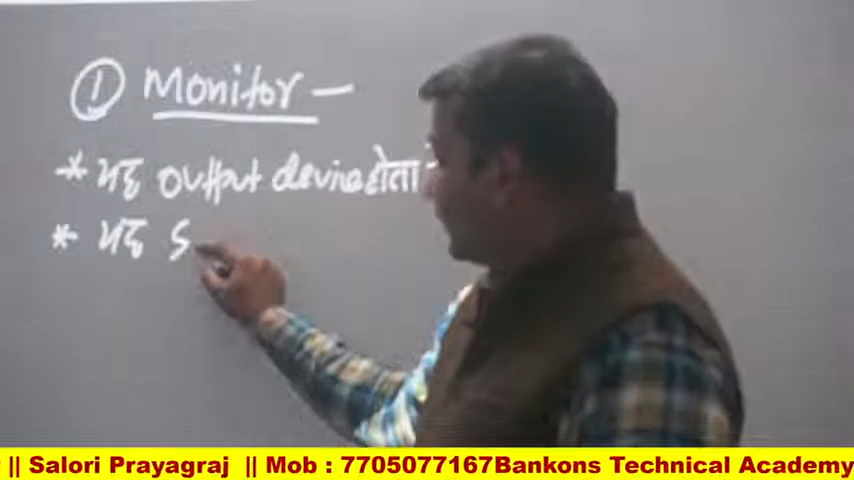 ① Monitor –
* यह output device होता
* यह S
|| Salori Prayagraj || Mob : 7705077167Bankons Technical Academy